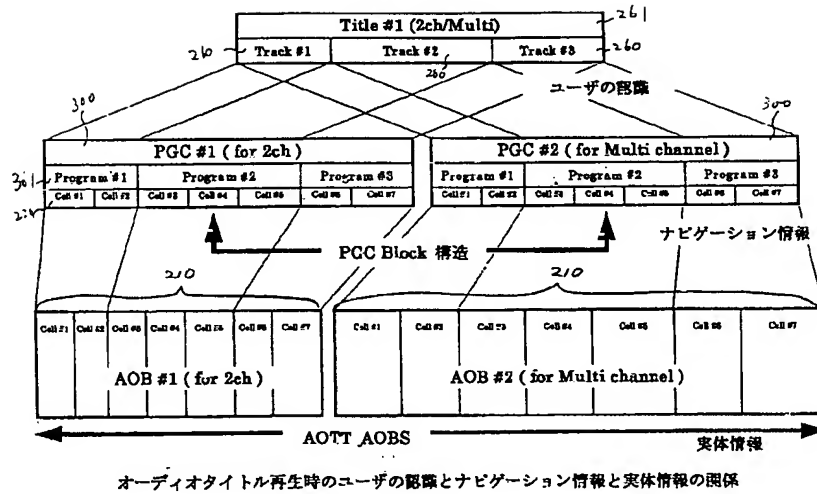 Title #1 (2ch/Multi)
261
260
Track #1
Track #2
Track #3
260
260
ユーザの認識
300
300
PGC #1 ( for 2ch )
PGC #2 ( for Multi channel )
301
Program #1
Program #2
Program #3
Program #1
Program #2
Program #3
Cell #1
Cell #2
Cell #3
Cell #4
Cell #5
Cell #6
Cell #7
Cell #1
Cell #2
Cell #3
Cell #4
Cell #5
Cell #6
Cell #7
ナビゲーション情報
PGC Block 構造
210
210
Cell #1
Cell #2
Cell #3
Cell #4
Cell #5
Cell #6
Cell #7
Cell #1
Cell #2
Cell #3
Cell #4
Cell #5
Cell #6
Cell #7
AOB #1 ( for 2ch )
AOB #2 ( for Multi channel )
AOTT_AOBS
実体情報
オーディオタイトル再生時のユーザの認識とナビゲーション情報と実体情報の関係